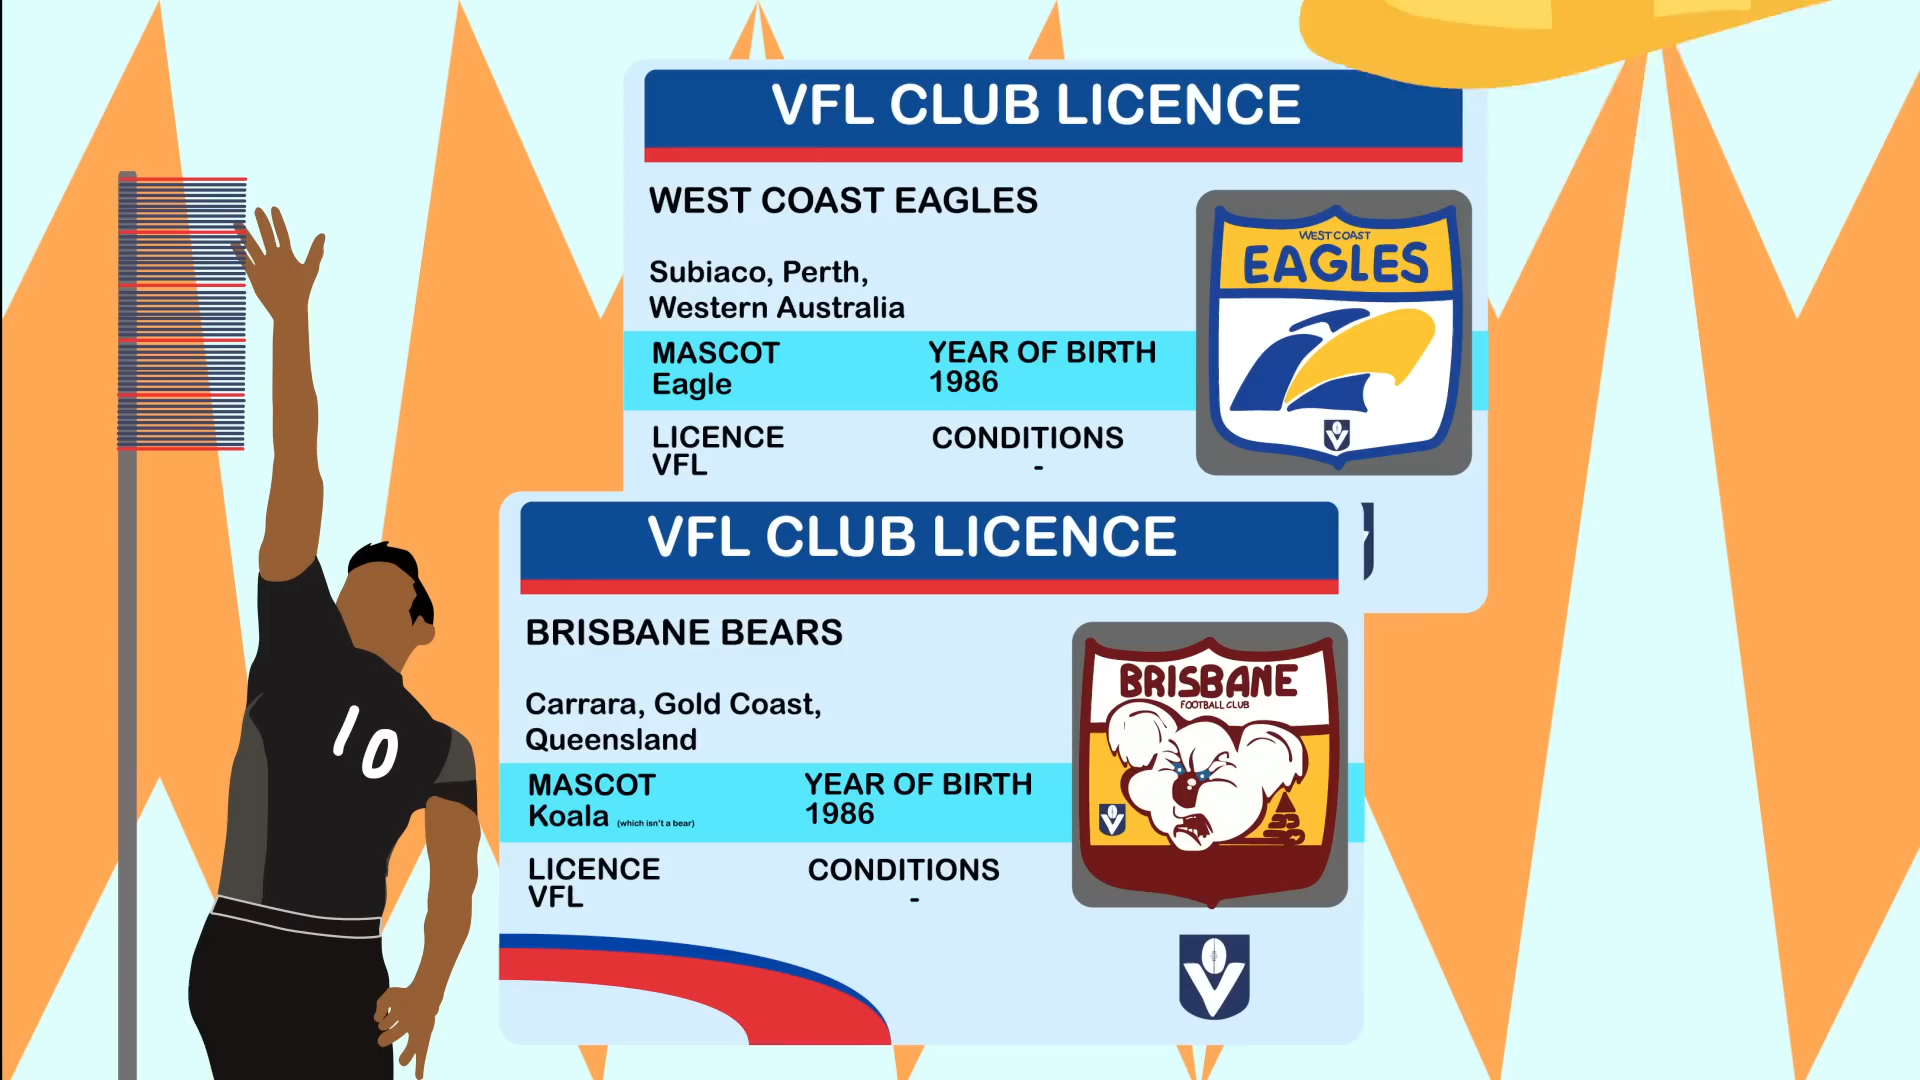 VFL CLUB LICENCE
WEST COAST EAGLES
Subiaco, Perth,
Western Australia
MASCOT
Eagle
YEAR OF BIRTH
1986
LICENCE
VFL
CONDITIONS
-
WEST COAST
EAGLES
VFL CLUB LICENCE
BRISBANE BEARS
Carrara, Gold Coast,
Queensland
MASCOT
Koala (which isn't a bear)
YEAR OF BIRTH
1986
LICENCE
VFL
CONDITIONS
-
BRISBANE
FOOTBALL CLUB
V
10